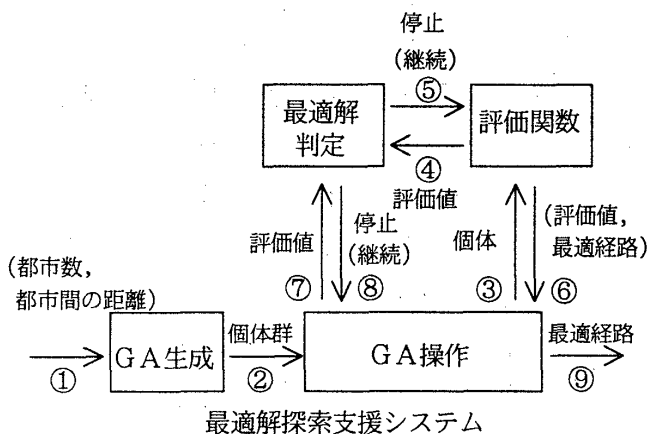 停止
(継続)
⑤
最適解
判定
評価関数
④
評価値
評価値
停止
(継続)
個体
(評価値,
最適経路)
⑦
⑧
③
⑥
(都市数,
都市間の距離)
GA生成
個体群
GA操作
最適経路
①
②
⑨
最適解探索支援システム